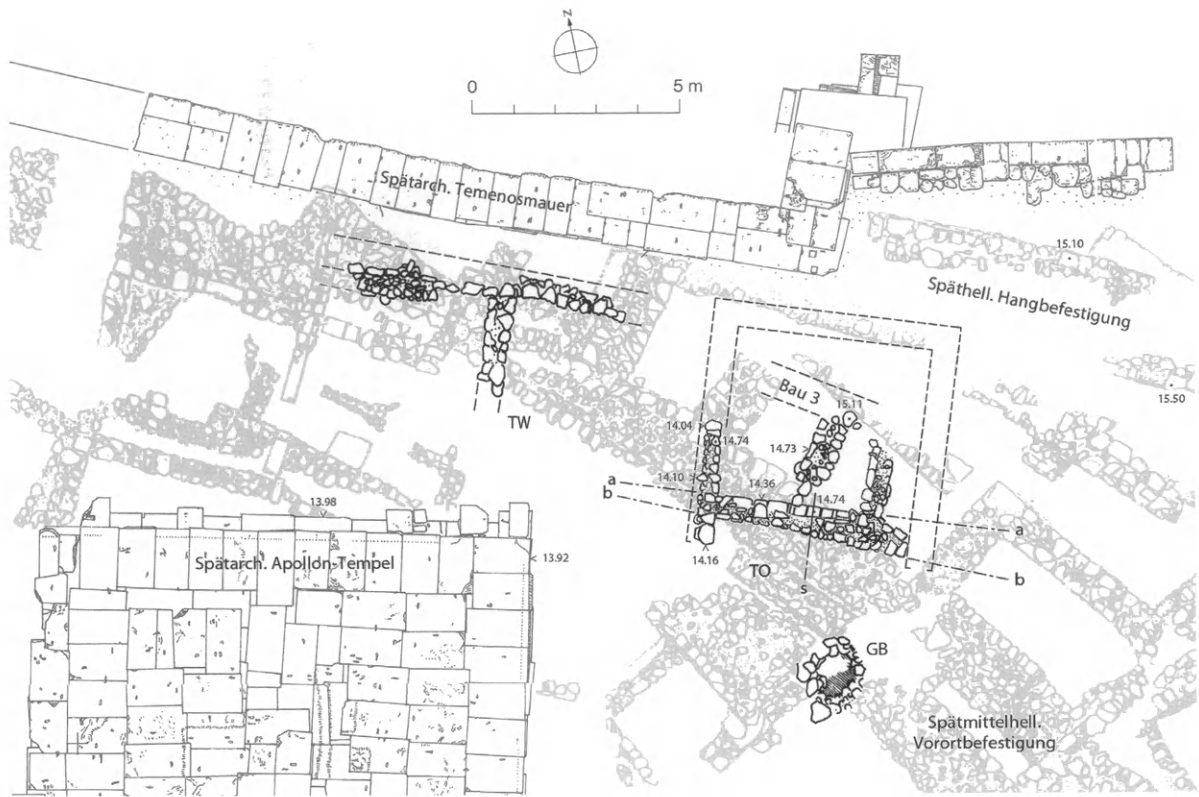 z
0 5 m
Spätarch. Temenosmauer
15.10
Späthell. Hangbefestigung
15.50
Bau 3
15.11
TW
14.04
14.74
14.73
14.10
14.36
14.74
a
b
a
b
13.98
13.92
Spätarch. Apollon-Tempel
14.16
TO
s
GB
Spätmittelhell.
Vorortbefestigung